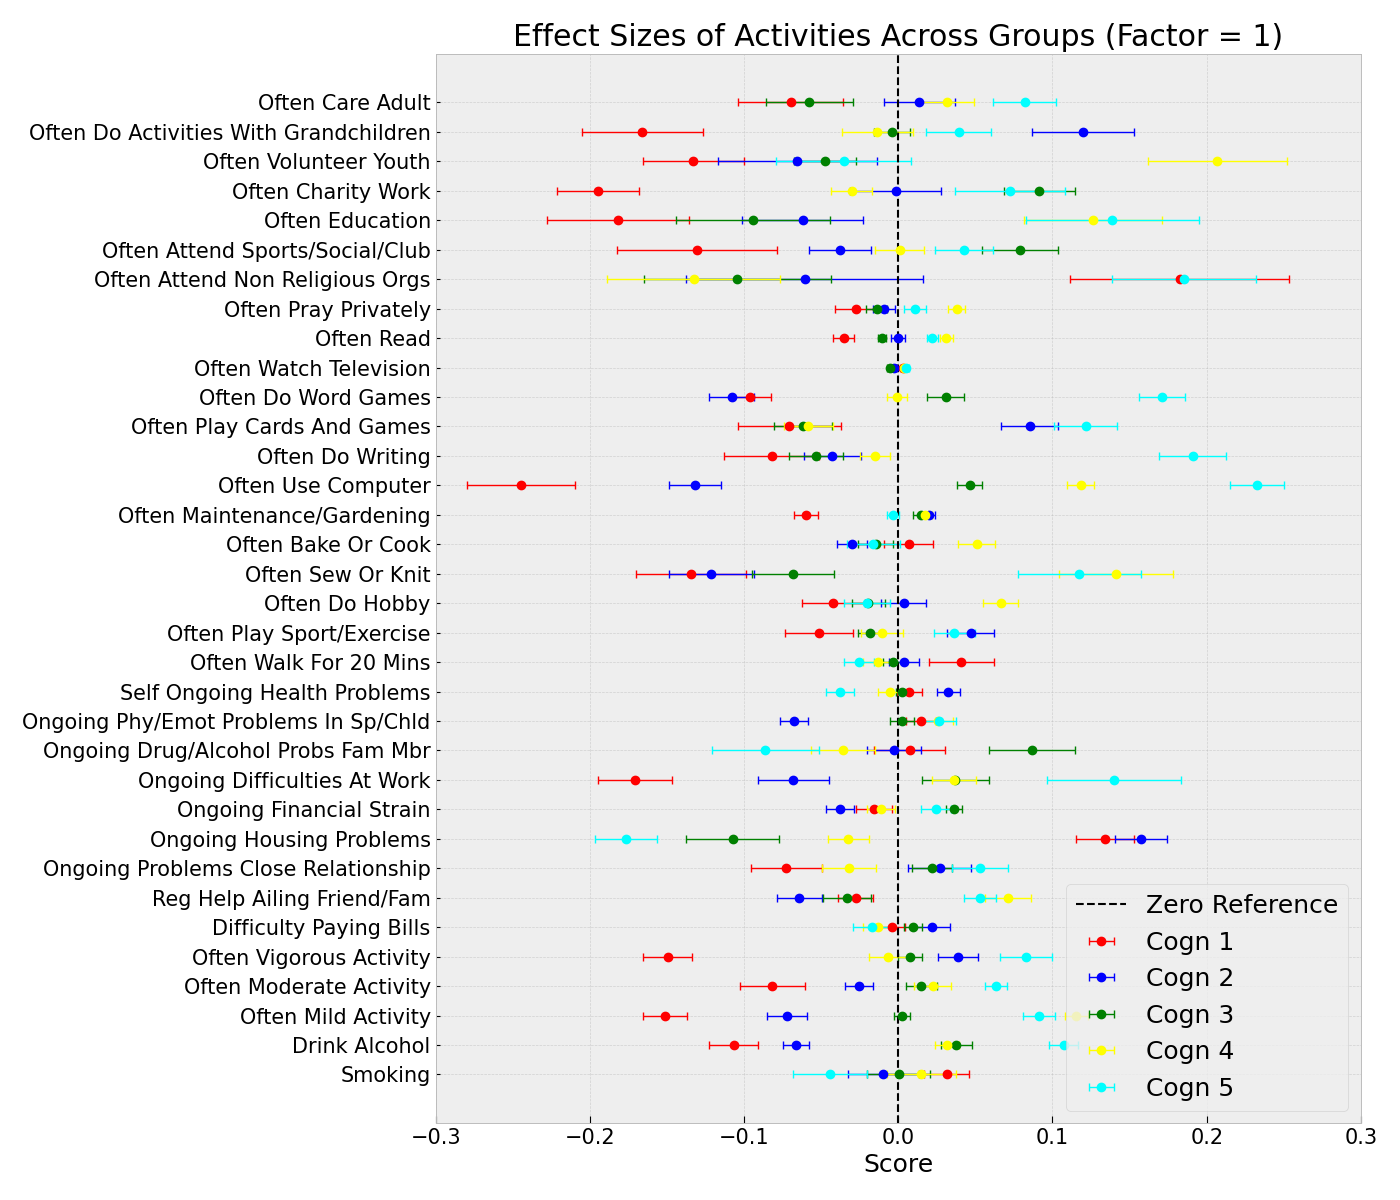 Effect Sizes of Activities Across Groups (Factor = 1)
Often Care Adult
Often Do Activities With Grandchildren
Often Volunteer Youth
Often Charity Work
Often Education
Often Attend Sports/Social/Club
Often Attend Non Religious Orgs
Often Pray Privately
Often Read
Often Watch Television
Often Do Word Games
Often Play Cards And Games
Often Do Writing
Often Use Computer
Often Maintenance/Gardening
Often Bake Or Cook
Often Sew Or Knit
Often Do Hobby
Often Play Sport/Exercise
Often Walk For 20 Mins
Self Ongoing Health Problems
Ongoing Phy/Emot Problems In Sp/Chld
Ongoing Drug/Alcohol Probs Fam Mbr
Ongoing Difficulties At Work
Ongoing Financial Strain
Ongoing Housing Problems
Ongoing Problems Close Relationship
Reg Help Ailing Friend/Fam
Difficulty Paying Bills
Often Vigorous Activity
Often Moderate Activity
Often Mild Activity
Drink Alcohol
Smoking
Zero Reference
Cogn 1
Cogn 2
Cogn 3
Cogn 4
Cogn 5
−0.3 −0.2 −0.1 0.0 0.1 0.2 0.3
Score